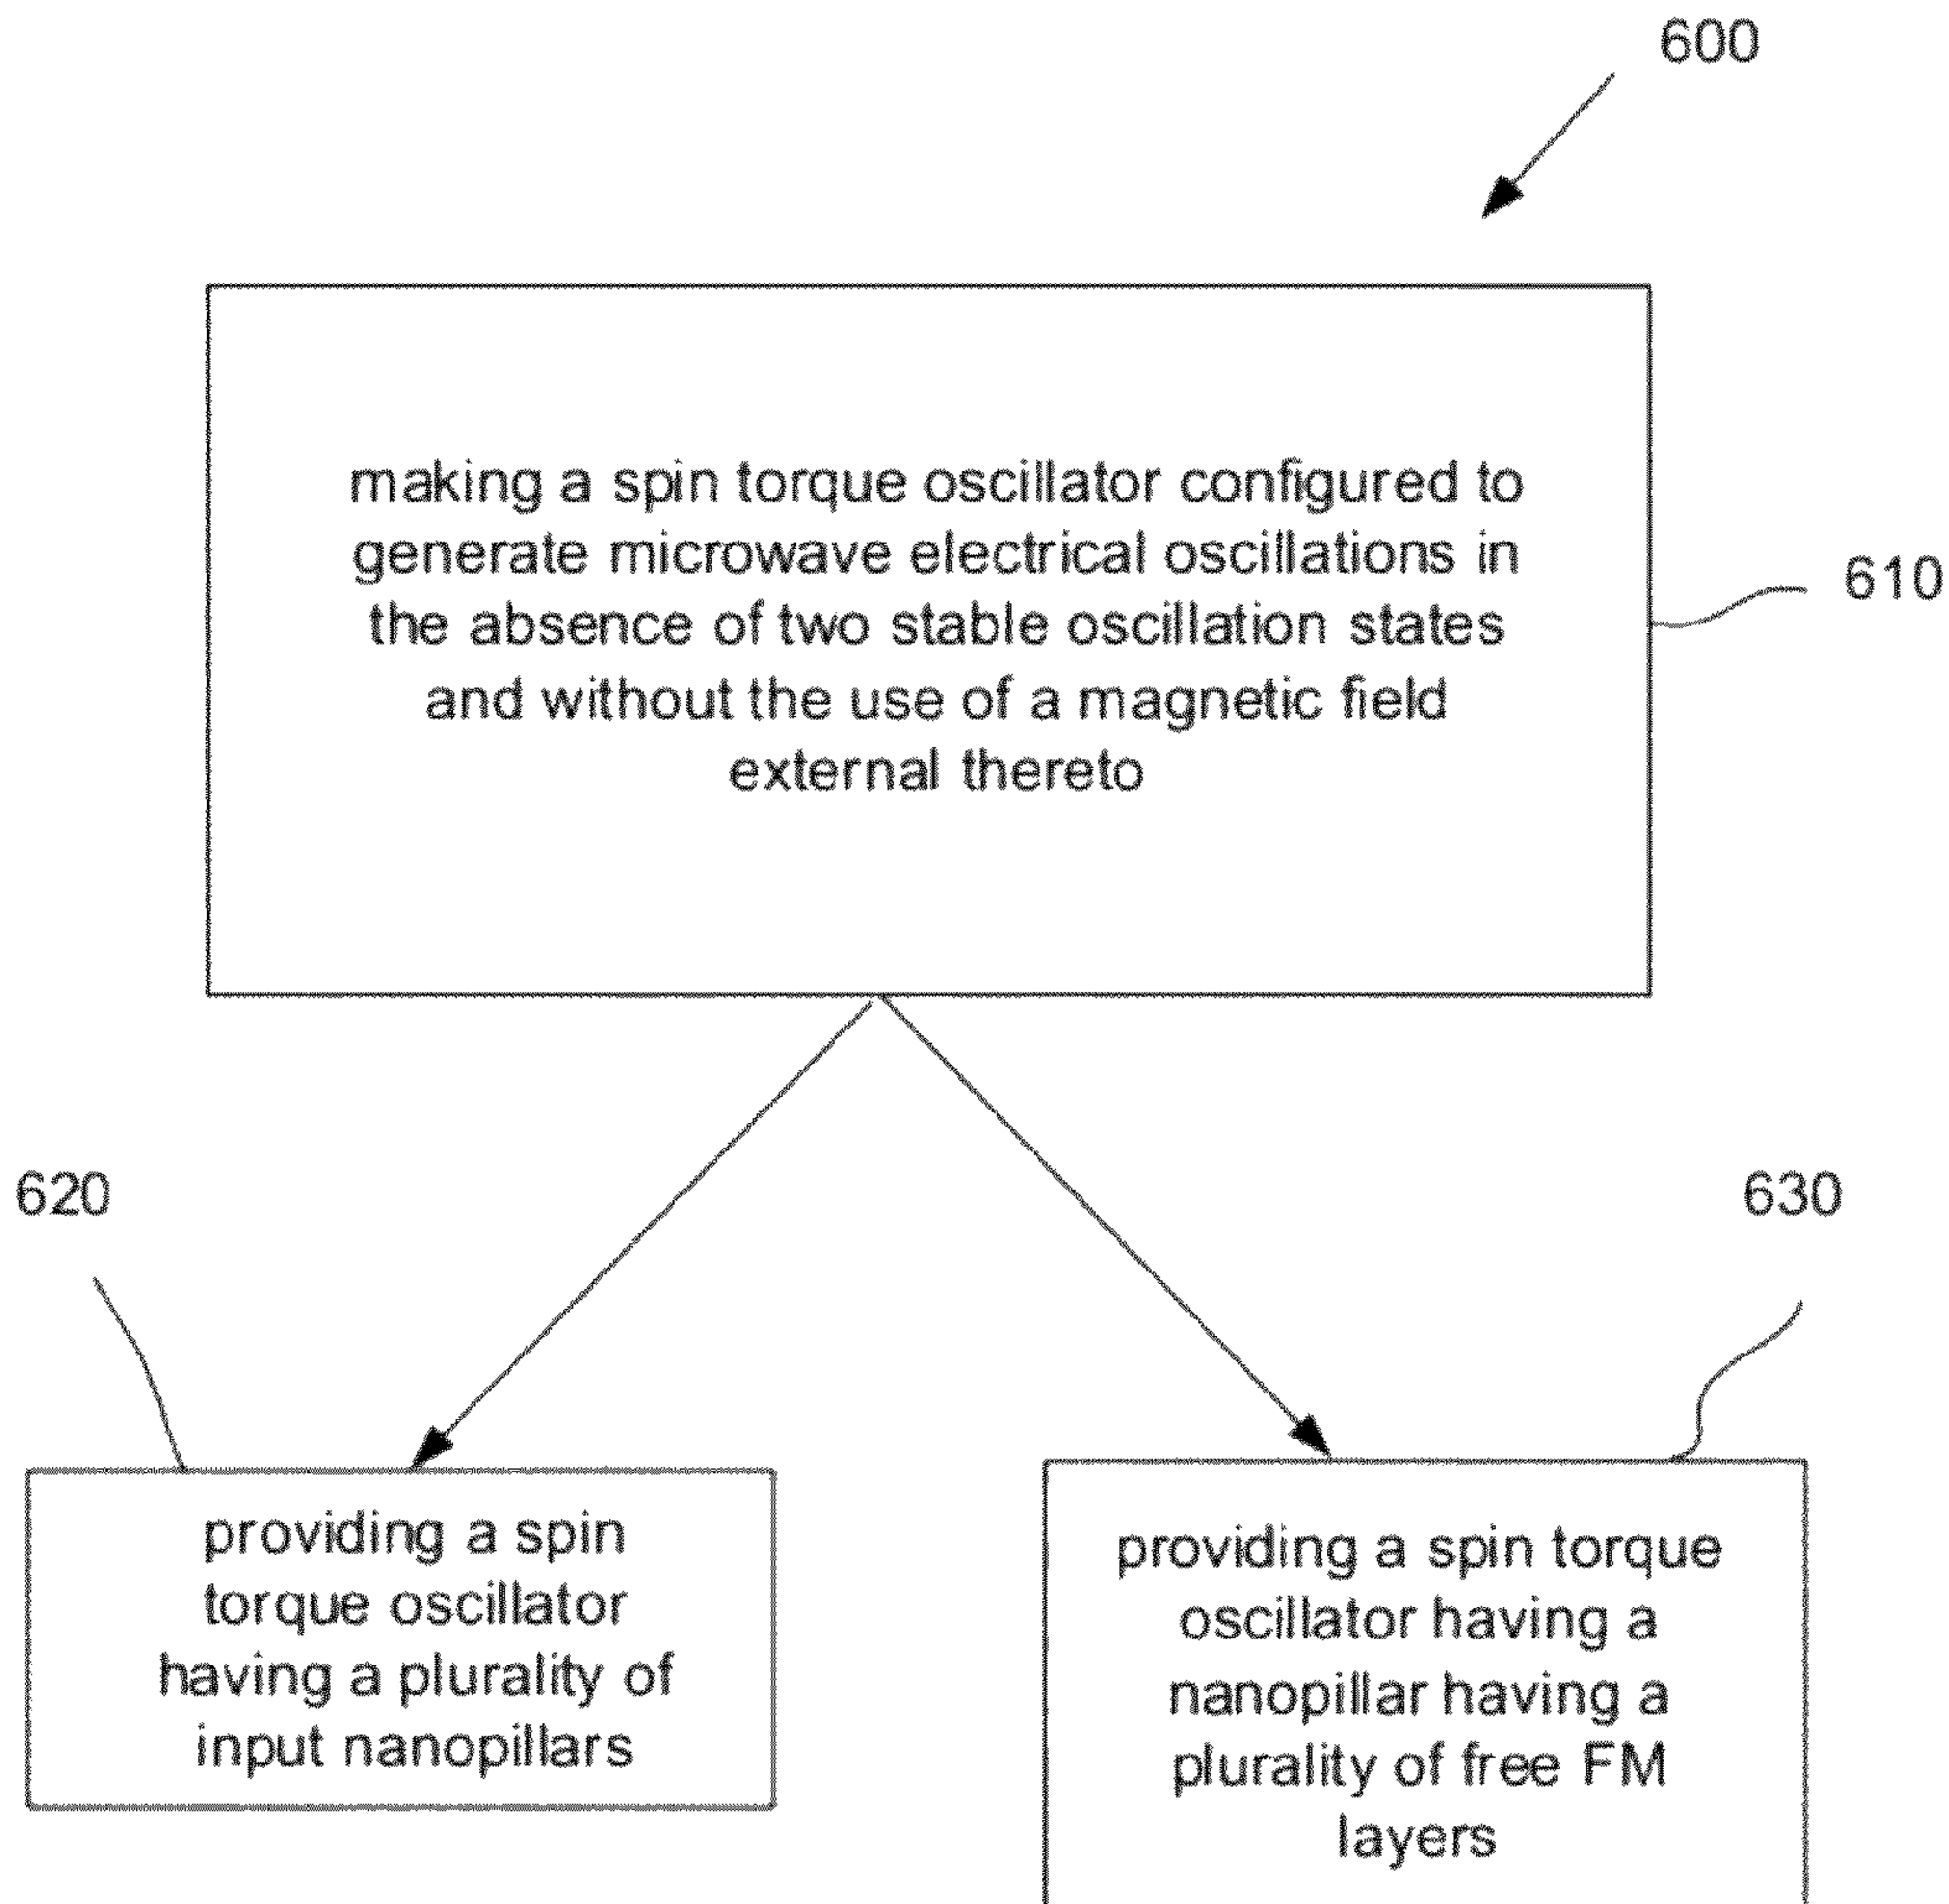 600
making a spin torque oscillator configured to
generate microwave electrical oscillations in
the absence of two stable oscillation states
and without the use of a magnetic field
external thereto
610
620
630
providing a spin
torque oscillator
having a plurality of
input nanopillars
providing a spin torque
oscillator having a
nanopillar having a
plurality of free FM
layers